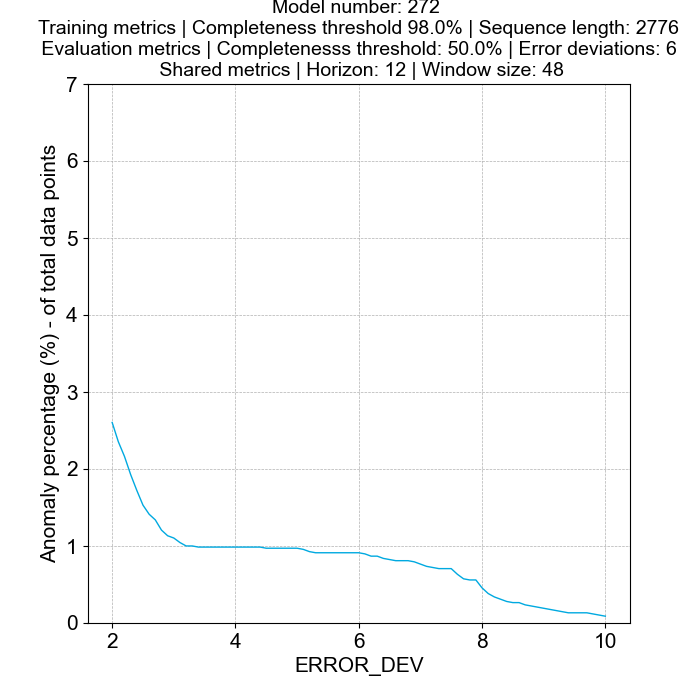 Model number: 272
Training metrics | Completeness threshold 98.0% | Sequence length: 2776
Evaluation metrics | Completenesss threshold: 50.0% | Error deviations: 6
Shared metrics | Horizon: 12 | Window size: 48
7
6
5
4
3
2
1
0
Anomaly percentage (%) - of total data points
2 4 6 8 10
ERROR_DEV